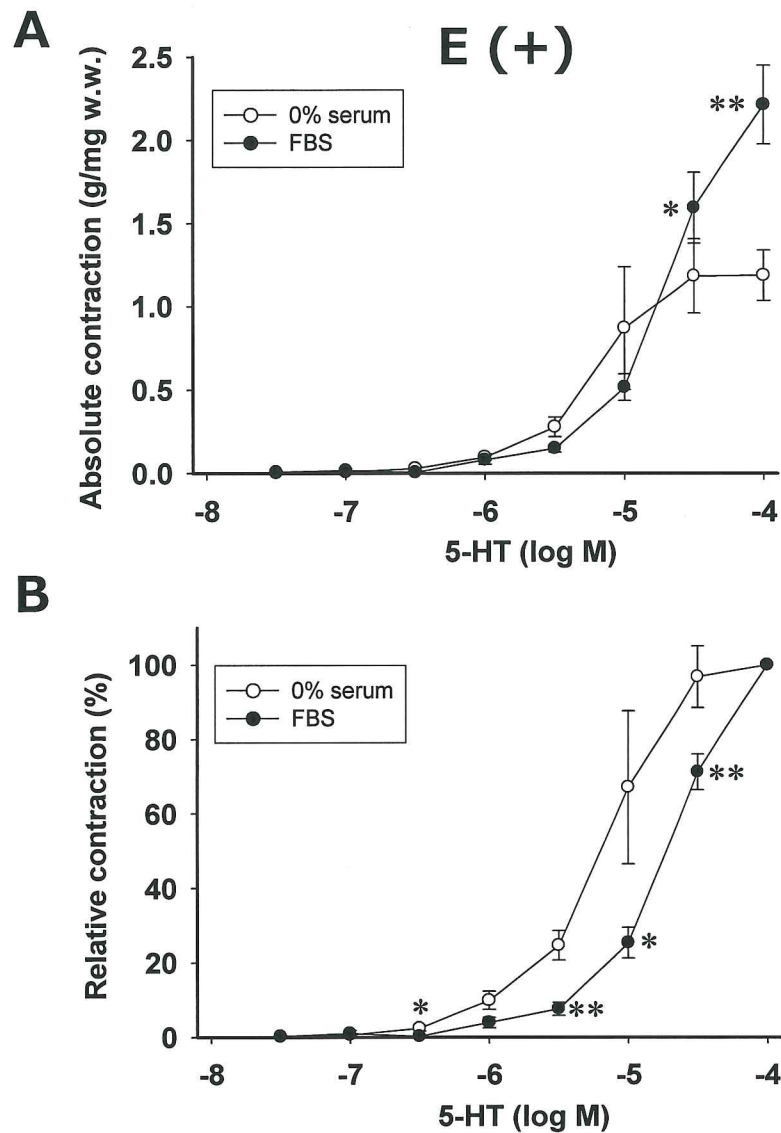 A
E (+)
Absolute contraction (g/mg w.w.)
2.5
2.0
1.5
1.0
0.5
0.0
0% serum
FBS
*
**
-8 -7 -6 -5 -4
5-HT (log M)
B
Relative contraction (%)
100
80
60
40
20
0
0% serum
FBS
*
**
*
**
-8 -7 -6 -5 -4
5-HT (log M)